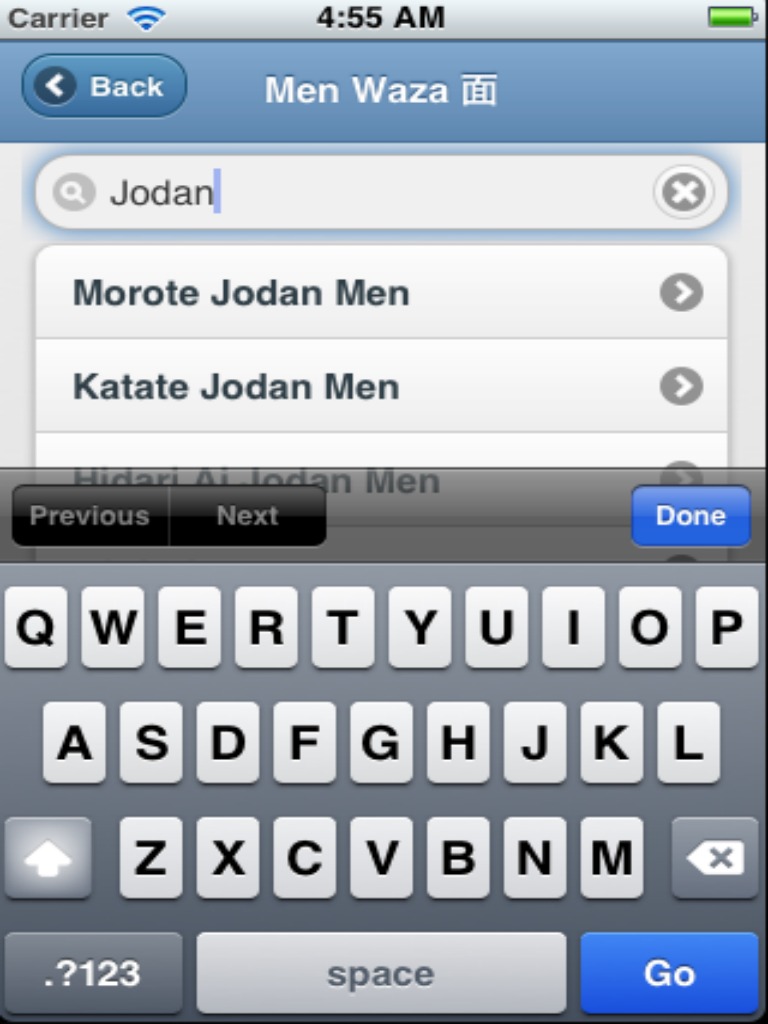 Carrier 4:55 AM
Back Men Waza 面
Jodan
Morote Jodan Men
Katate Jodan Men
Hidari Ai Jodan Men
Previous Next Done
Q W E R T Y U I O P
A S D F G H J K L
Z X C V B N M
.?123 space Go